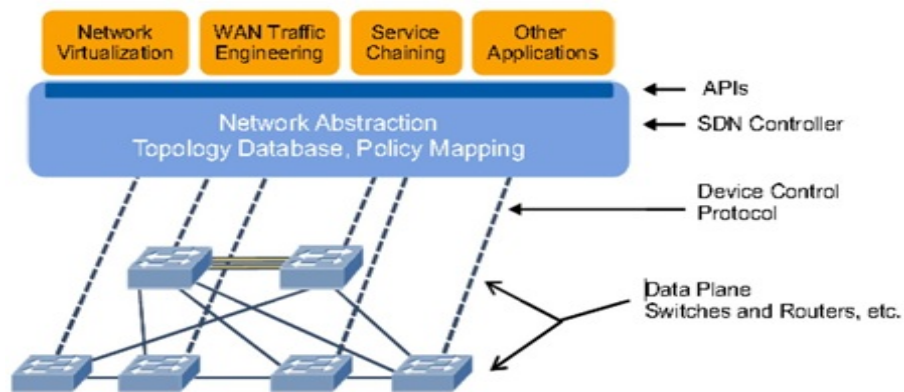 Network
Virtualization
WAN Traffic
Engineering
Service
Chaining
Other
Applications
APIs
Network Abstraction
Topology Database, Policy Mapping
SDN Controller
Device Control
Protocol
Data Plane
Switches and Routers, etc.